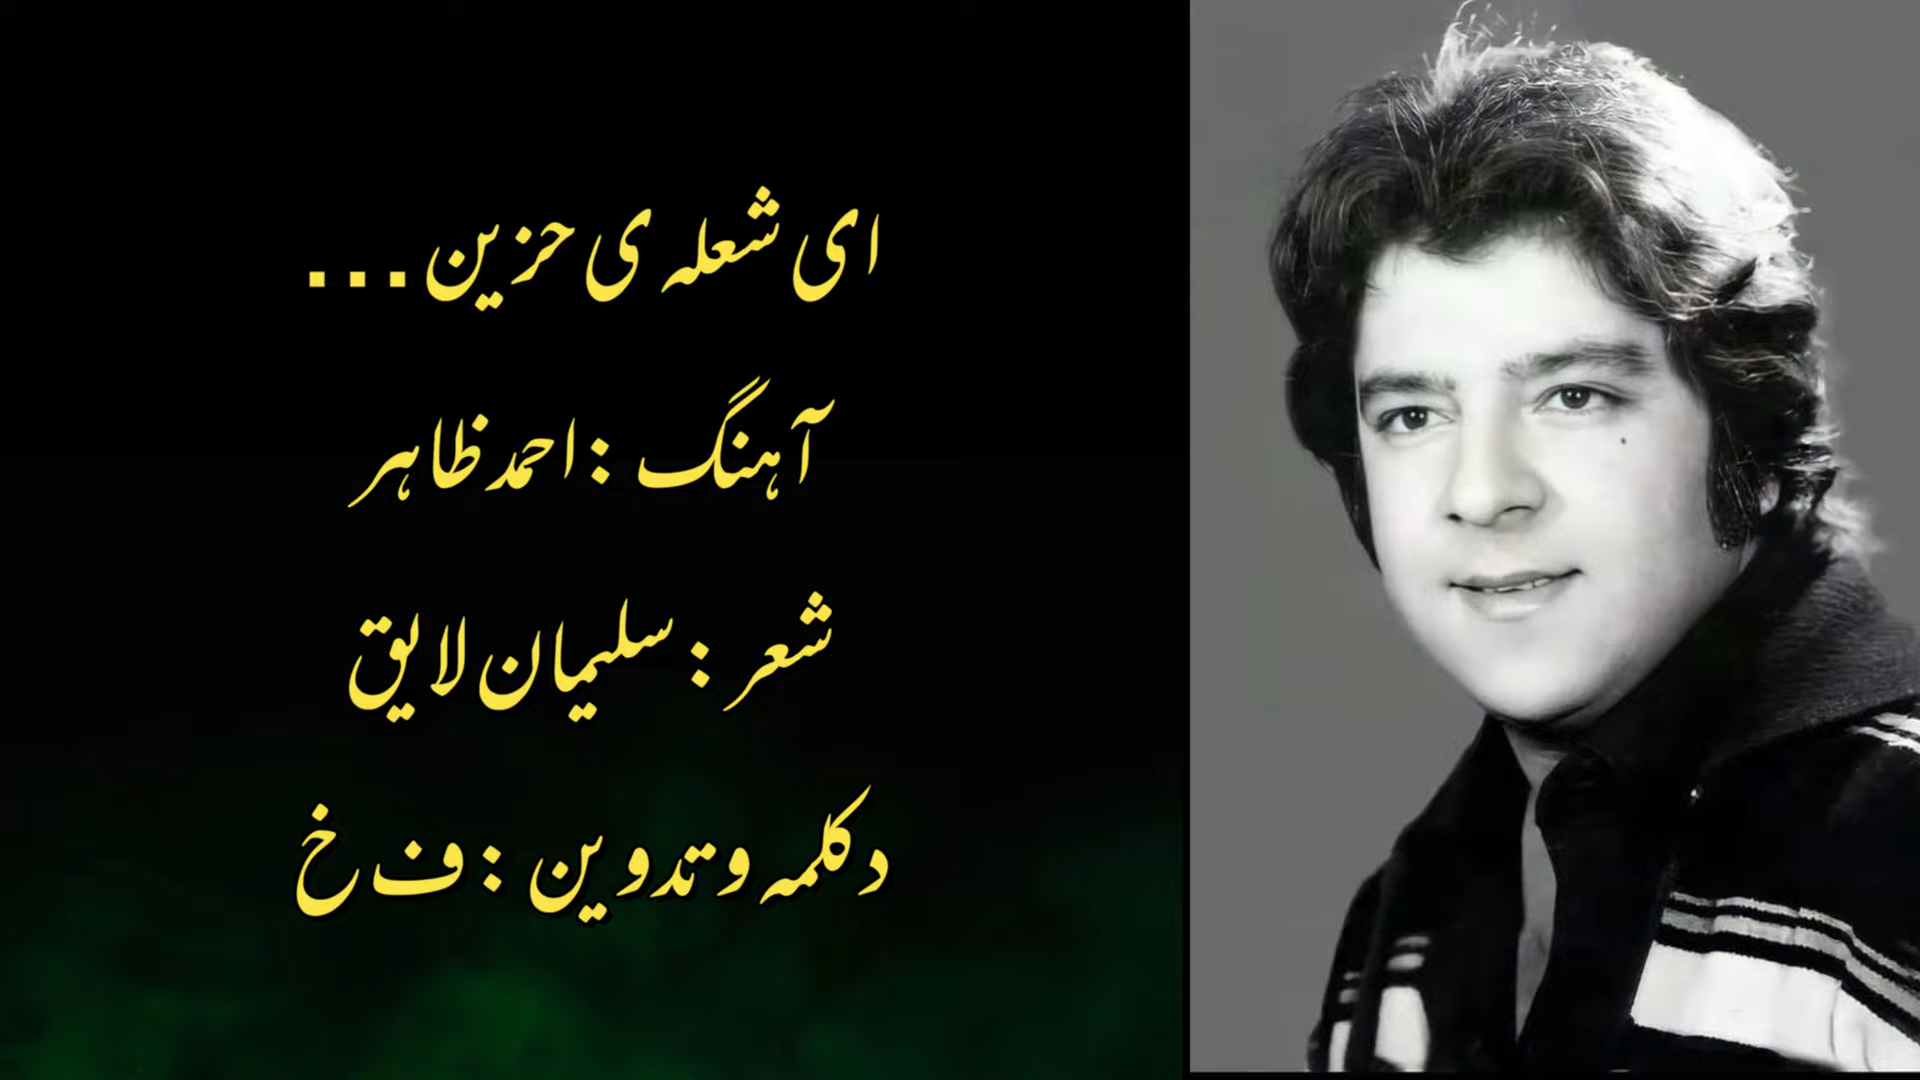 ای شعله ی حزین...
آهنگ : احمد ظاهر
شعر : سلیمان لایق
دکلمه و تدوین : ف خ